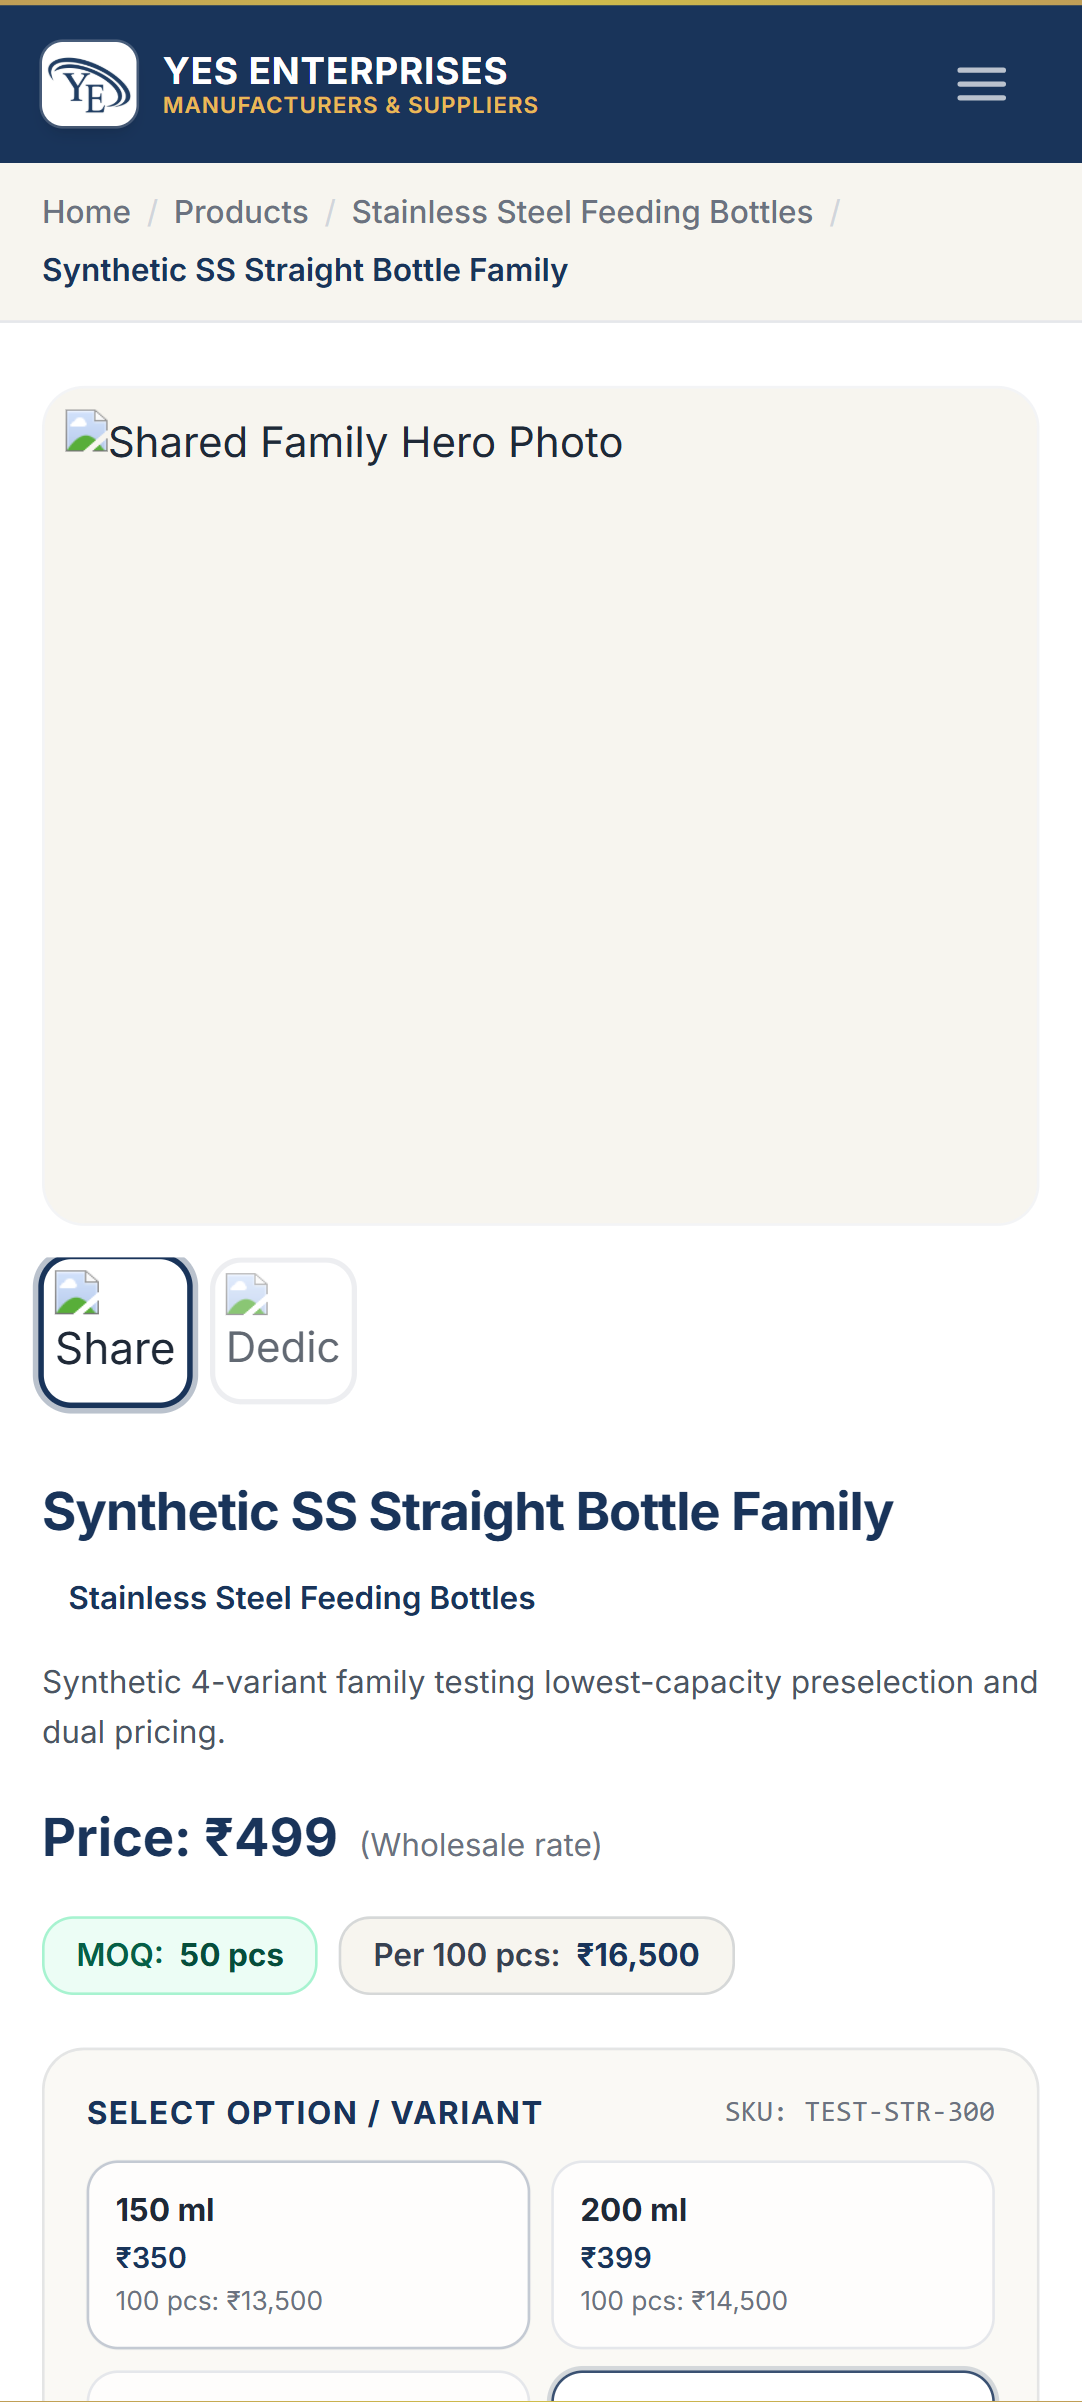 YE
YES ENTERPRISES
MANUFACTURERS & SUPPLIERS
Home / Products / Stainless Steel Feeding Bottles /
Synthetic SS Straight Bottle Family
Shared Family Hero Photo
Share
Dedic
Synthetic SS Straight Bottle Family
Stainless Steel Feeding Bottles
Synthetic 4-variant family testing lowest-capacity preselection and
dual pricing.
Price: ₹499 (Wholesale rate)
MOQ: 50 pcs
Per 100 pcs: ₹16,500
SELECT OPTION / VARIANT
SKU: TEST-STR-300
150 ml
₹350
100 pcs: ₹13,500
200 ml
₹399
100 pcs: ₹14,500